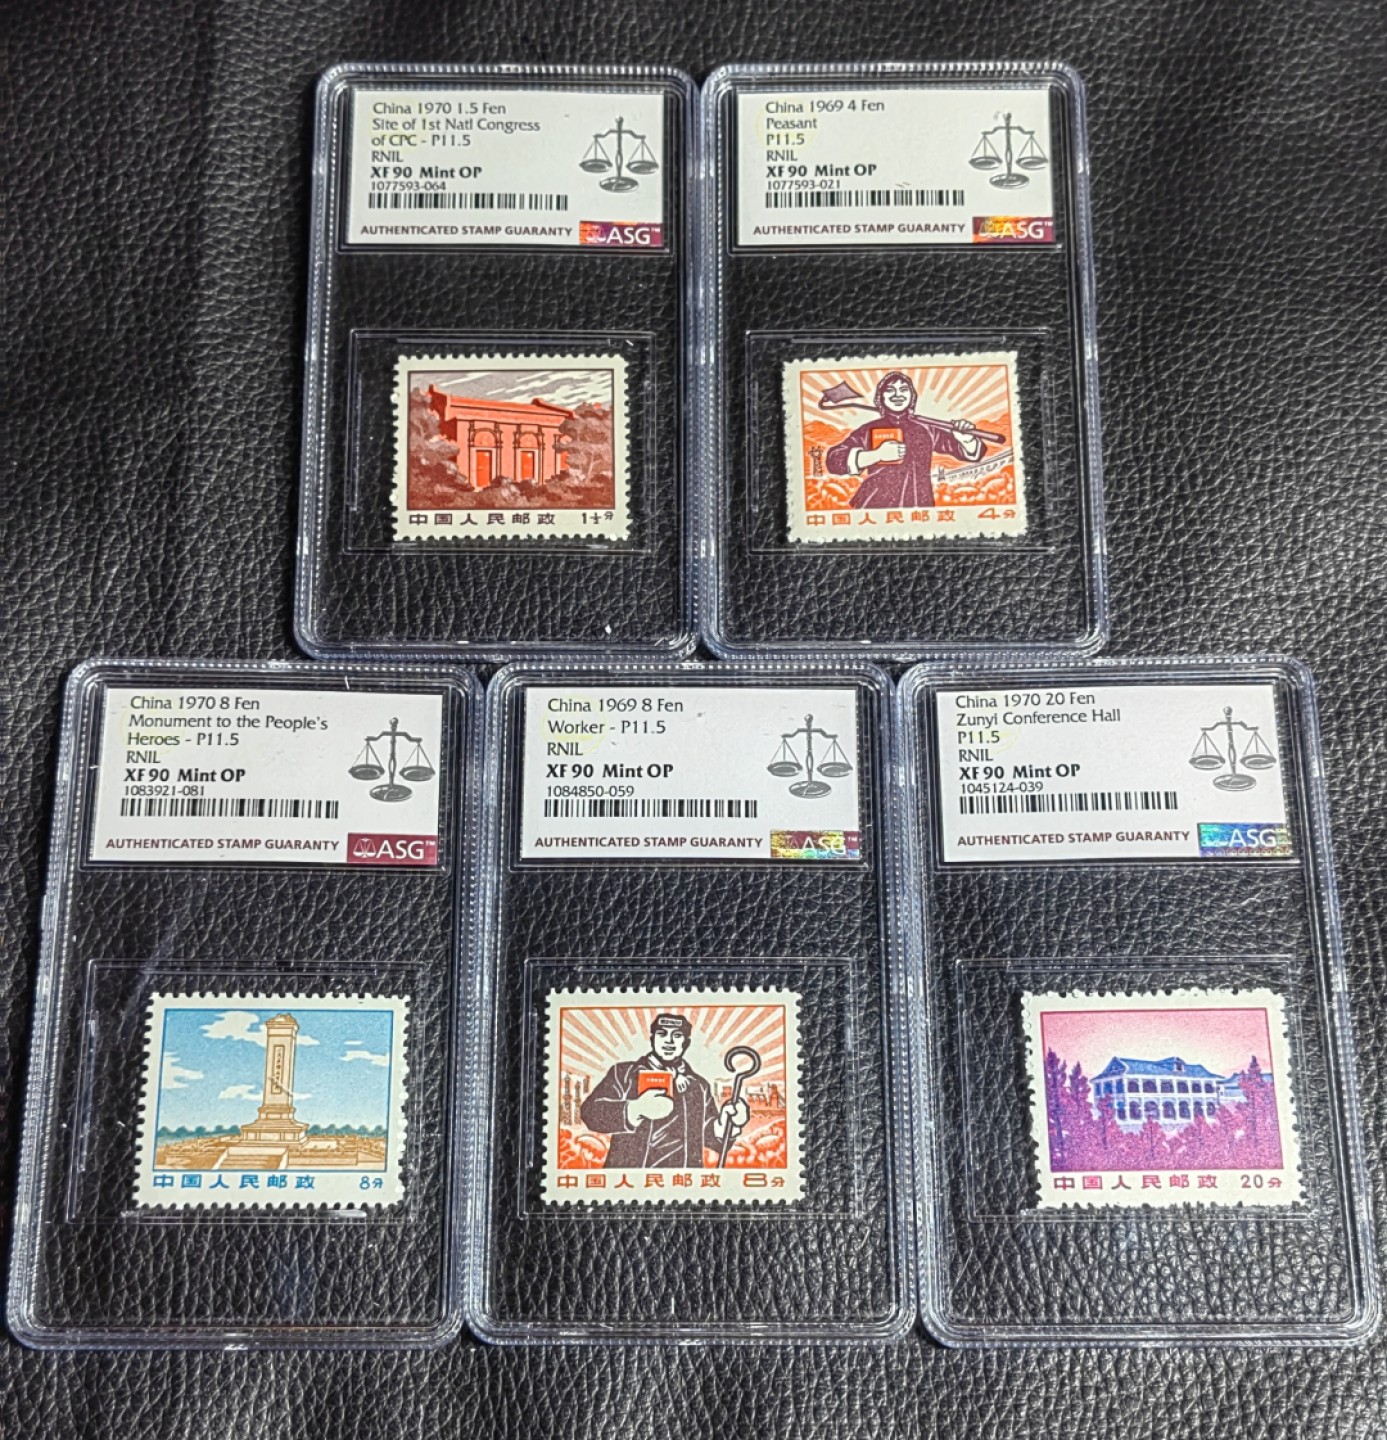 China 1970 1.5 Fen
Site of 1st Natl Congress
of CPC - P11.5
RNIL
XF 90 Mint OP
1077593-064
AUTHENTICATED STAMP GUARANTY
ASG™
中国人民邮政 1½分
China 1969 4 Fen
Peasant
P11.5
RNIL
XF 90 Mint OP
1077593-021
AUTHENTICATED STAMP GUARANTY
ASG™
中国人民邮政 4分
China 1970 8 Fen
Monument to the People's
Heroes - P11.5
RNIL
XF 90 Mint OP
1083921-081
AUTHENTICATED STAMP GUARANTY
ASG™
中国人民邮政 8分
China 1969 8 Fen
Worker - P11.5
RNIL
XF 90 Mint OP
1084850-059
AUTHENTICATED STAMP GUARANTY
ASG™
中国人民邮政 8分
China 1970 20 Fen
Zunyi Conference Hall
P11.5
RNIL
XF 90 Mint OP
1045124-039
AUTHENTICATED STAMP GUARANTY
ASG
中国人民邮政 20分